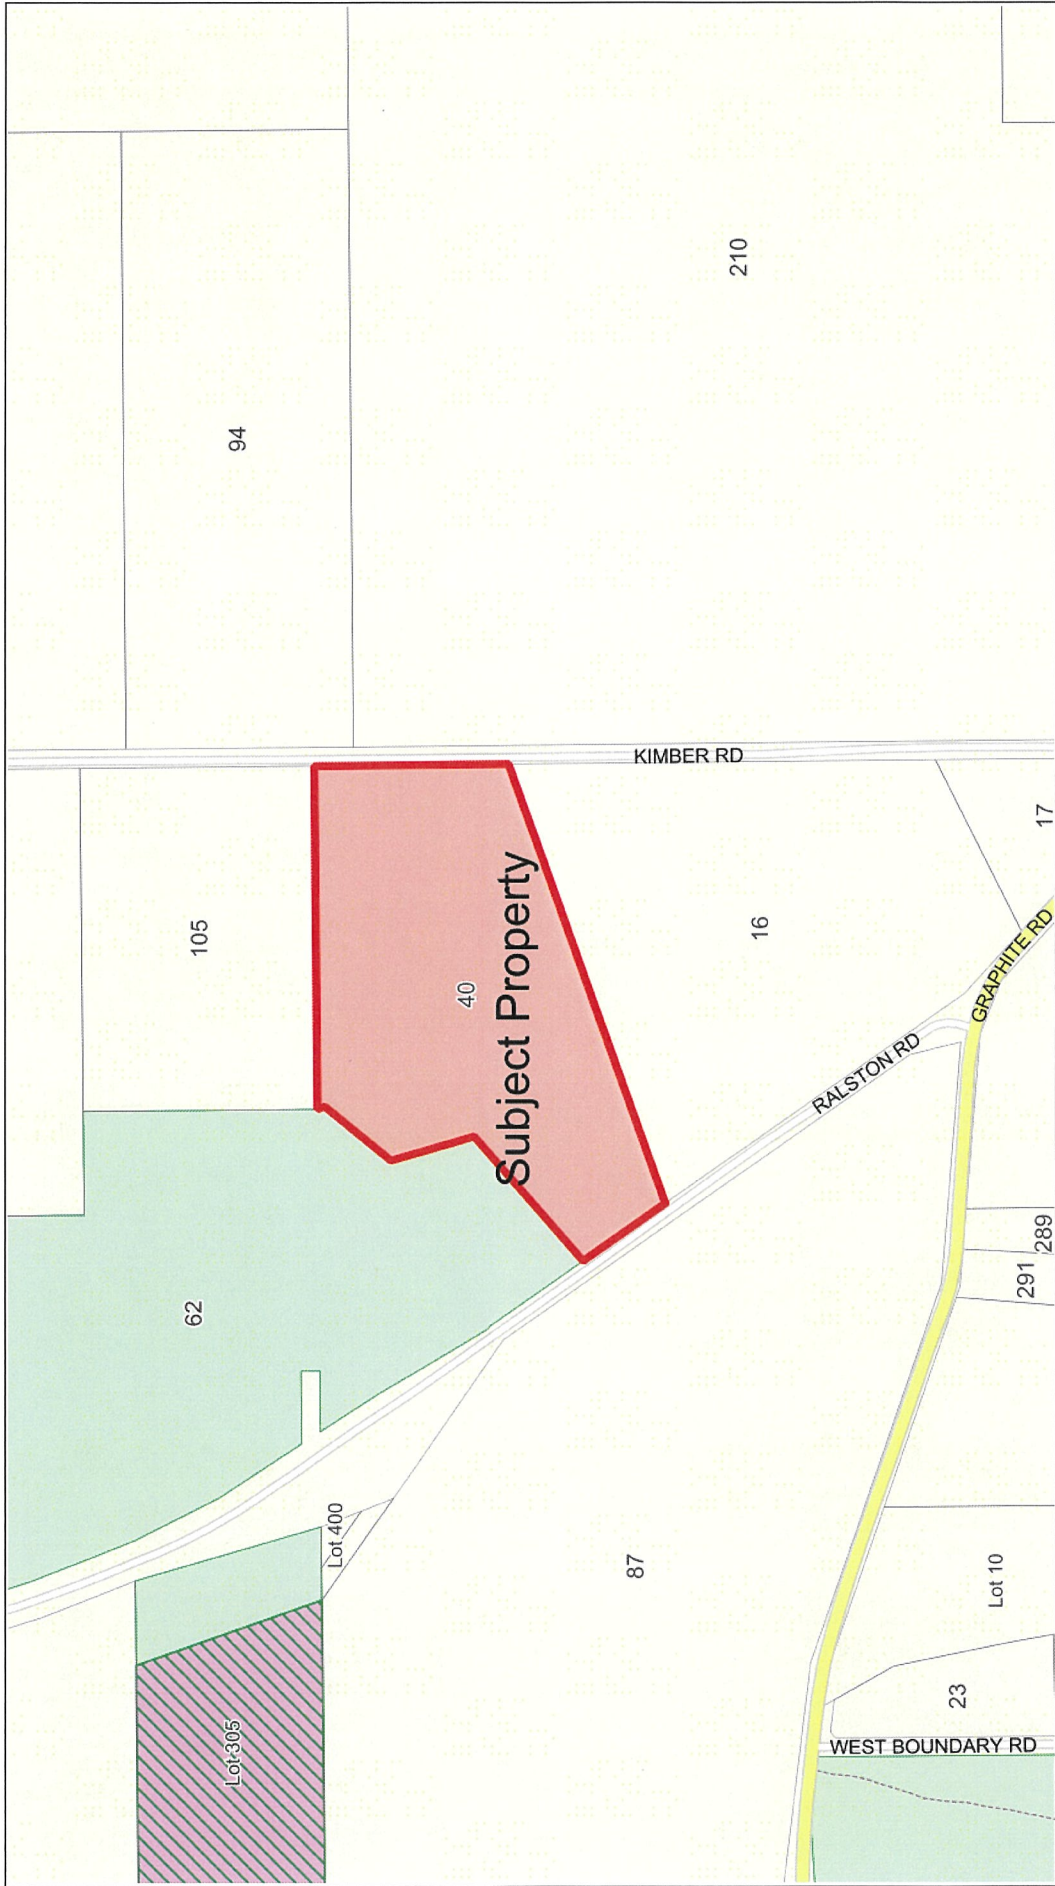 210
94
KIMBER RD
17
105
16
40
Subject Property
GRAPHITE RD
RALSTON RD
289
291
62
Lot 400
87
Lot 10
23
Lot 305
WEST BOUNDARY RD